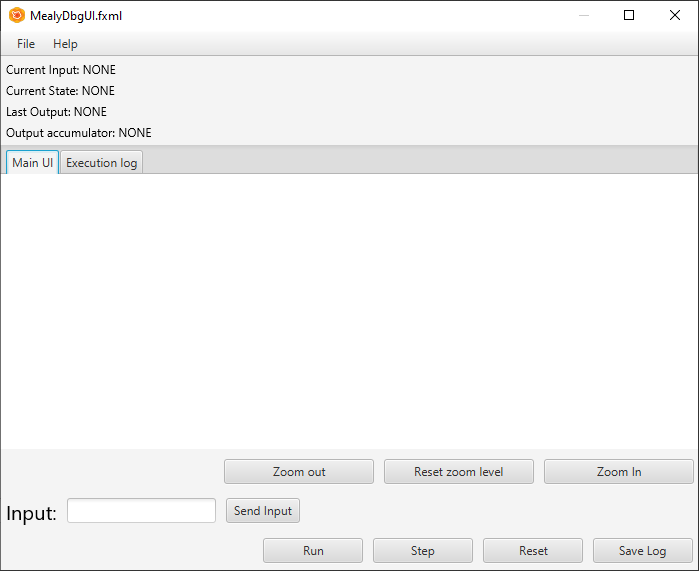 MealyDbgUI.fxml
File Help
Current Input: NONE
Current State: NONE
Last Output: NONE
Output accumulator: NONE
Main UI Execution log
Zoom out Reset zoom level Zoom In
Input: Send Input
Run Step Reset Save Log